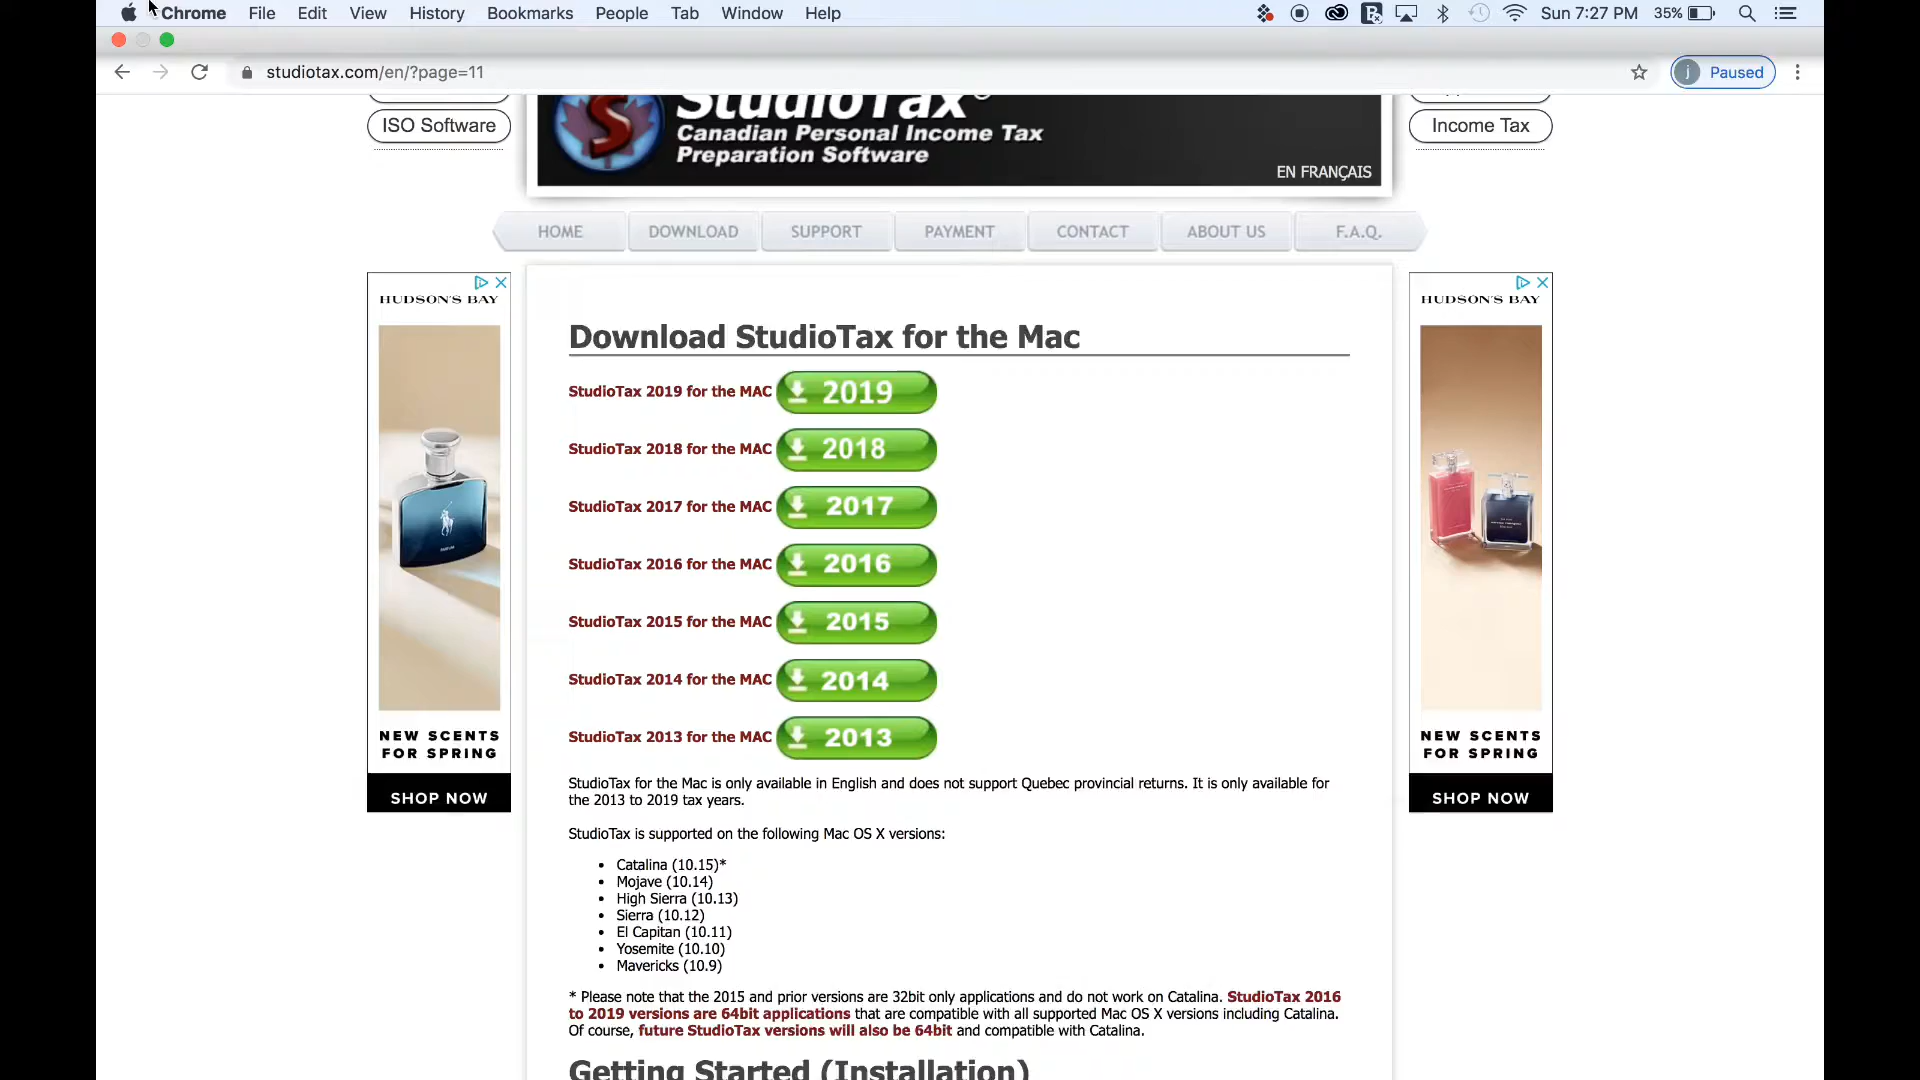 Chrome File Edit View History Bookmarks People Tab Window Help Sun 7:27 PM 35%
studiotax.com/en/?page=11
j Paused
ISO Software
StudioTax®
Canadian Personal Income Tax
Preparation Software
EN FRANÇAIS
Income Tax
HOME DOWNLOAD SUPPORT PAYMENT CONTACT ABOUT US F.A.Q.
HUDSON'S BAY
NEW SCENTS
FOR SPRING
SHOP NOW
Download StudioTax for the Mac
StudioTax 2019 for the MAC 2019
StudioTax 2018 for the MAC 2018
StudioTax 2017 for the MAC 2017
StudioTax 2016 for the MAC 2016
StudioTax 2015 for the MAC 2015
StudioTax 2014 for the MAC 2014
StudioTax 2013 for the MAC 2013
StudioTax for the Mac is only available in English and does not support Quebec provincial returns. It is only available for
the 2013 to 2019 tax years.
StudioTax is supported on the following Mac OS X versions:
• Catalina (10.15)*
• Mojave (10.14)
• High Sierra (10.13)
• Sierra (10.12)
• El Capitan (10.11)
• Yosemite (10.10)
• Mavericks (10.9)
* Please note that the 2015 and prior versions are 32bit only applications and do not work on Catalina. StudioTax 2016
to 2019 versions are 64bit applications that are compatible with all supported Mac OS X versions including Catalina.
Of course, future StudioTax versions will also be 64bit and compatible with Catalina.
Getting Started (Installation)
HUDSON'S BAY
NEW SCENTS
FOR SPRING
SHOP NOW